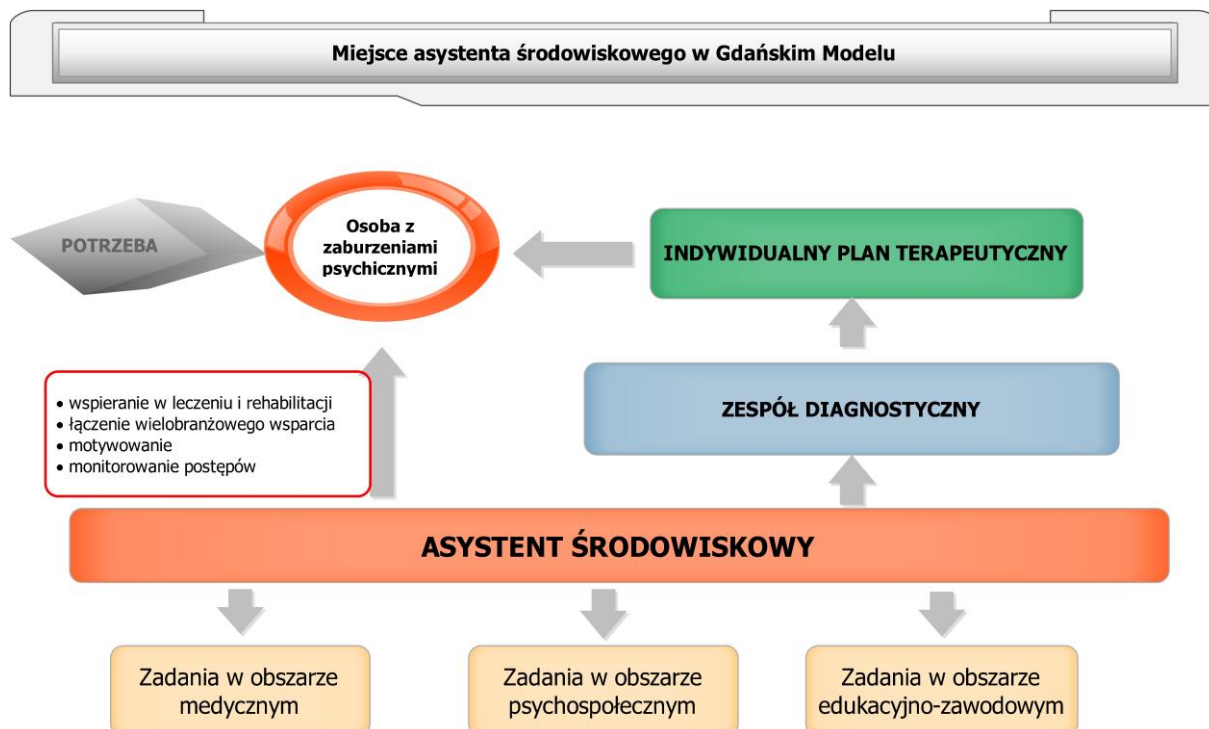 Miejsce asystenta środowiskowego w Gdańskim Modelu
POTRZEBA
Osoba z
zaburzeniami
psychicznymi
INDYWIDUALNY PLAN TERAPEUTYCZNY
• wspieranie w leczeniu i rehabilitacji
• łączenie wielobranżowego wsparcia
• motywowanie
• monitorowanie postępów
ZESPÓŁ DIAGNOSTYCZNY
ASYSTENT ŚRODOWISKOWY
Zadania w obszarze
medycznym
Zadania w obszarze
psychospołecznym
Zadania w obszarze
edukacyjno-zawodowym